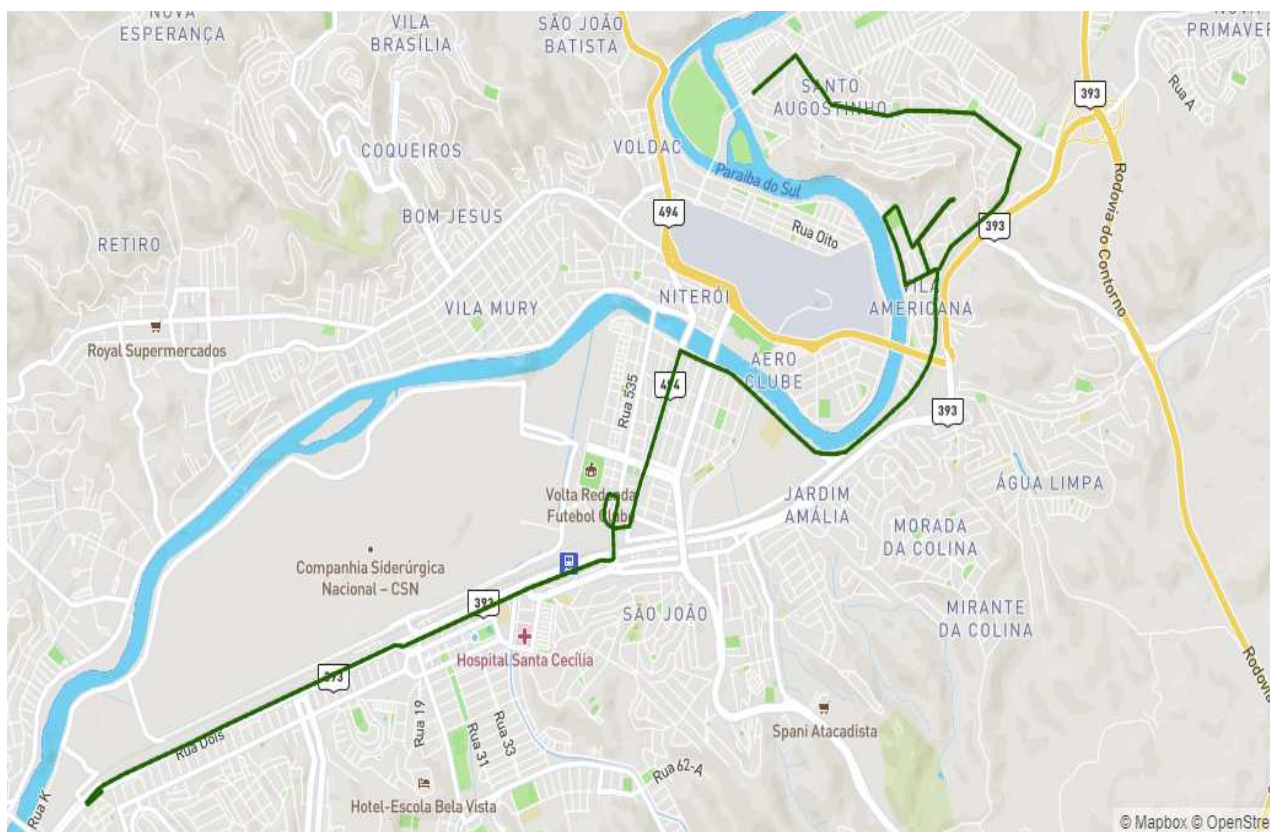 NOVA
ESPERANÇA
VILA
BRASÍLIA
SÃO JOÃO
BATISTA
SANTO
AUGOSTINHO
393
PRIMAVER
Rua A
COQUEIROS
VOLDAC
Paraíba do Sul
Rodovia do Contorno
BOM JESUS
494
Rua Oito
393
RETIRO
NITERÓI
VILA
AMERICANA
VILA MURY
Royal Supermercados
AERO
CLUBE
494
Rua 535
393
Volta Redonda
Futebol Clube
JARDIM
AMÁLIA
ÁGUA LIMPA
MORADA
DA COLINA
Companhia Siderúrgica
Nacional – CSN
393
SÃO JOÃO
MIRANTE
DA COLINA
Hospital Santa Cecília
393
Rodovia
Rua Dois
Rua 19
Rua 31
Rua 33
Spani Atacadista
Rua 62-A
Rua K
Hotel-Escola Bela Vista
© Mapbox © OpenStre